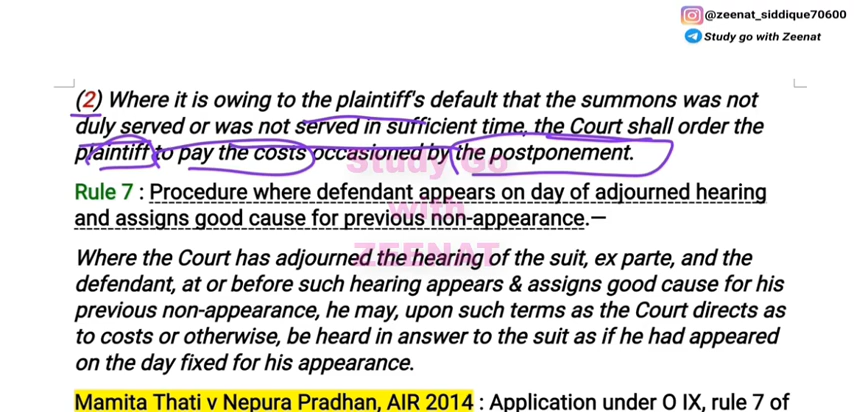 @zeenat_siddique70600
Study go with Zeenat
(2) Where it is owing to the plaintiff's default that the summons was not
duly served or was not served in sufficient time, the Court shall order the
plaintiff to pay the costs occasioned by the postponement.
Study Go
Rule 7 : Procedure where defendant appears on day of adjourned hearing
with
and assigns good cause for previous non-appearance.—
ZEENAT
Where the Court has adjourned the hearing of the suit, ex parte, and the
defendant, at or before such hearing appears & assigns good cause for his
previous non-appearance, he may, upon such terms as the Court directs as
to costs or otherwise, be heard in answer to the suit as if he had appeared
on the day fixed for his appearance.
Mamita Thati v Nepura Pradhan, AIR 2014 : Application under O IX, rule 7 of